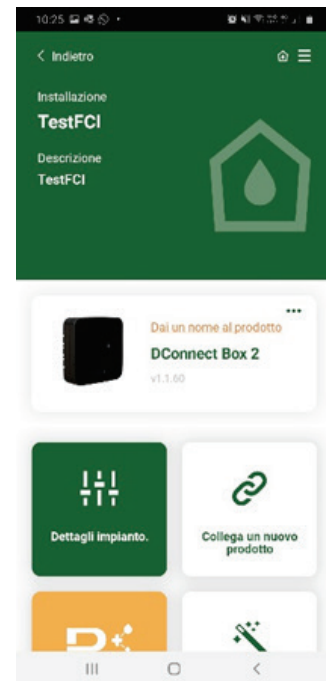 10:25
Indietro
Installazione
TestFCI
Descrizione
TestFCI
Dai un nome al prodotto
DConnect Box 2
v1.1.60
Dettagli impianto.
Collega un nuovo
prodotto